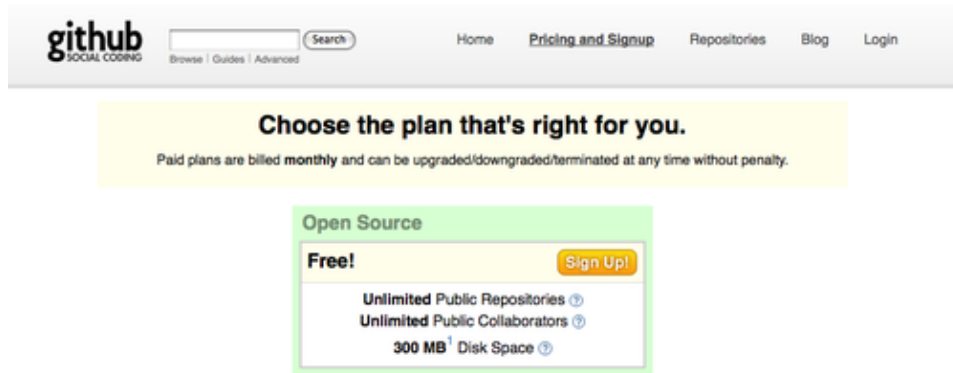 github
SOCIAL CODING
Search
Browse | Guides | Advanced
Home Pricing and Signup Repositories Blog Login
Choose the plan that's right for you.
Paid plans are billed monthly and can be upgraded/downgraded/terminated at any time without penalty.
Open Source
Free! Sign Up!
Unlimited Public Repositories ?
Unlimited Public Collaborators ?
300 MB¹ Disk Space ?